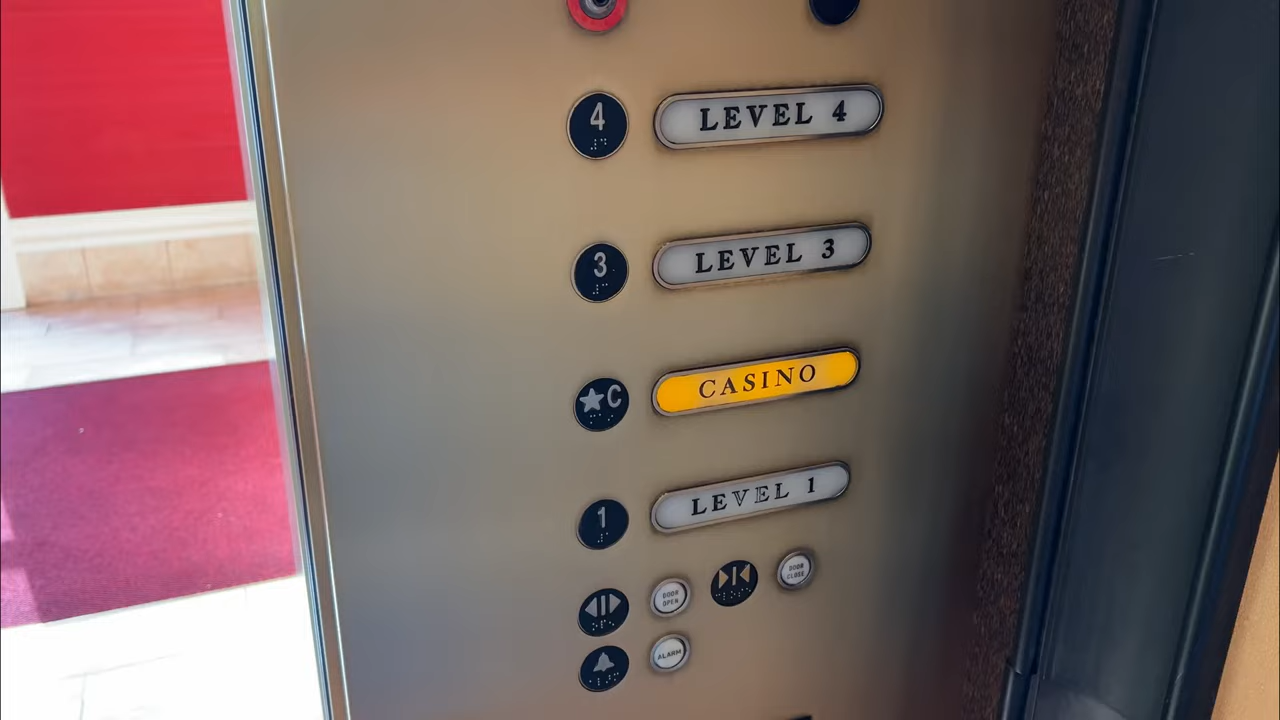 4 LEVEL 4
3 LEVEL 3
★C CASINO
1 LEVEL 1
DOOR OPEN
DOOR CLOSE
ALARM